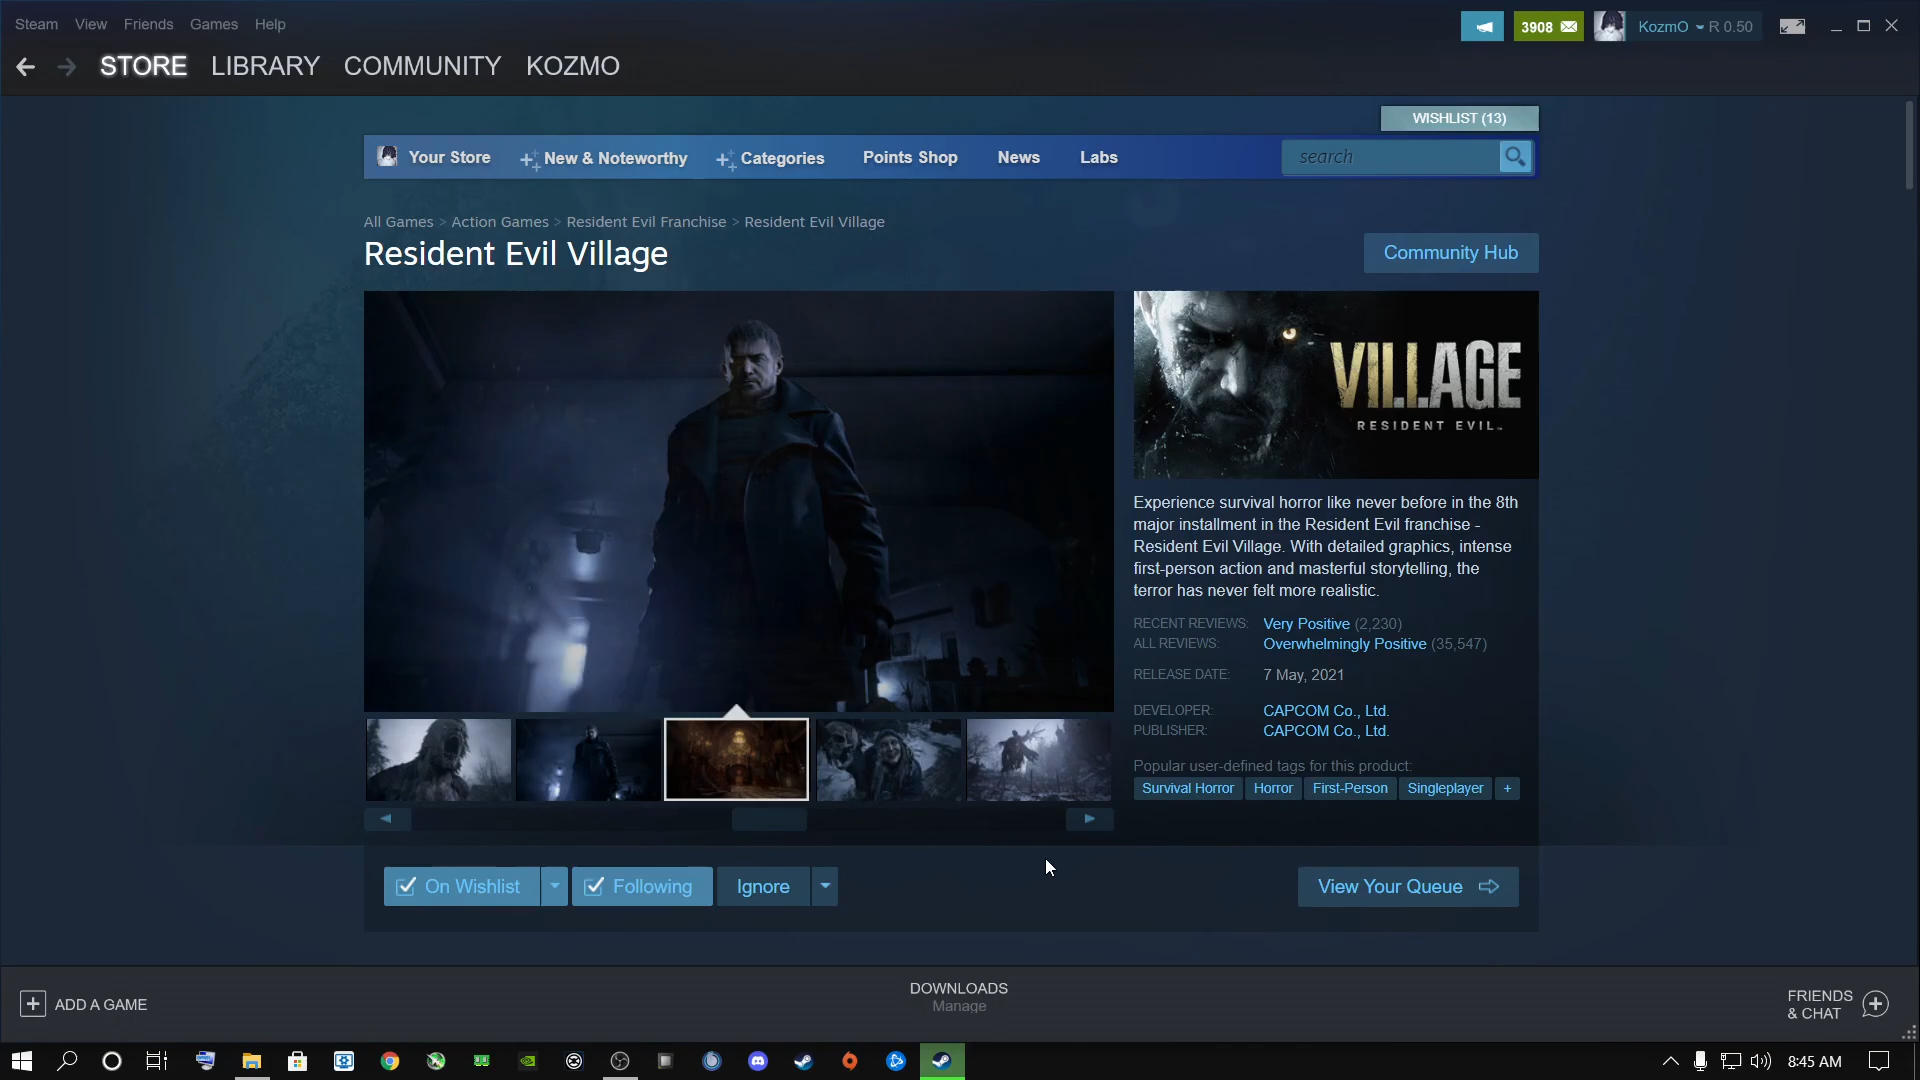 Steam View Friends Games Help
3908 KozmO R 0.50
STORE LIBRARY COMMUNITY KOZMO
WISHLIST (13)
Your Store New & Noteworthy Categories Points Shop News Labs search
All Games > Action Games > Resident Evil Franchise > Resident Evil Village
Resident Evil Village
Community Hub
VILLAGE
RESIDENT EVIL™
Experience survival horror like never before in the 8th
major installment in the Resident Evil franchise -
Resident Evil Village. With detailed graphics, intense
first-person action and masterful storytelling, the
terror has never felt more realistic.
RECENT REVIEWS: Very Positive (2,230)
ALL REVIEWS: Overwhelmingly Positive (35,547)
RELEASE DATE: 7 May, 2021
DEVELOPER: CAPCOM Co., Ltd.
PUBLISHER: CAPCOM Co., Ltd.
Popular user-defined tags for this product:
Survival Horror Horror First-Person Singleplayer +
On Wishlist Following Ignore View Your Queue
ADD A GAME
DOWNLOADS
Manage
FRIENDS
& CHAT
8:45 AM